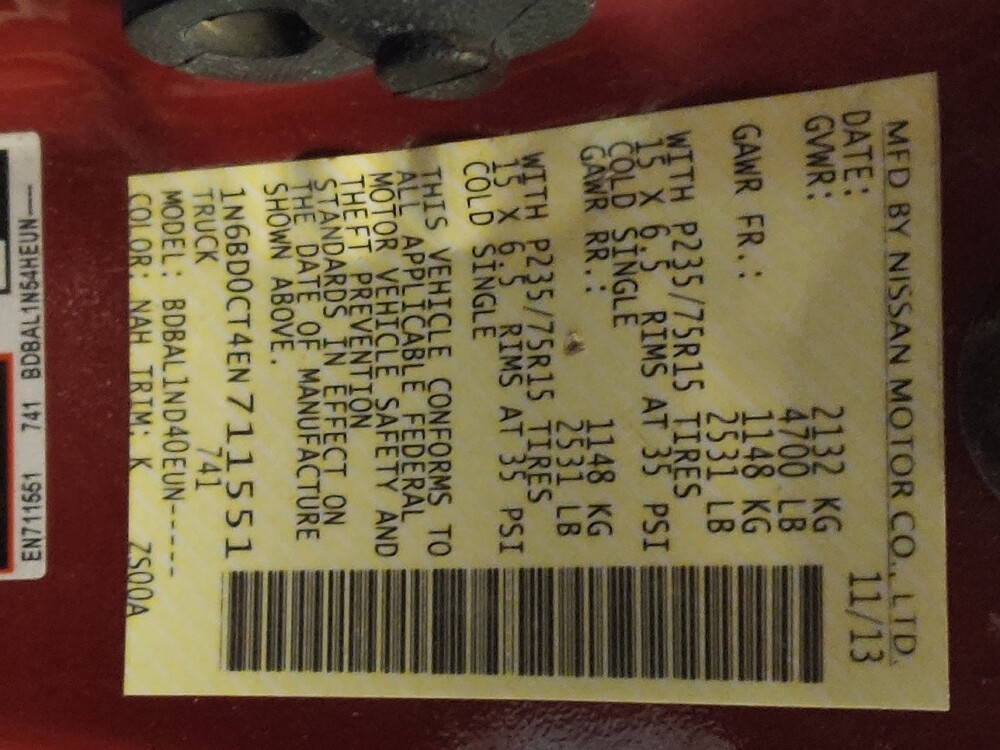 MFD BY NISSAN MOTOR CO., LTD.
DATE: 11/13
GVWR: 2132 KG
4700 LB
GAWR FR.: 1148 KG
2531 LB
WITH P235/75R15 TIRES
15 X 6.5 RIMS AT 35 PSI
COLD SINGLE
GAWR RR.: 1148 KG
2531 LB
WITH P235/75R15 TIRES
15 X 6.5 RIMS AT 35 PSI
COLD SINGLE
THIS VEHICLE CONFORMS TO
ALL APPLICABLE FEDERAL
MOTOR VEHICLE SAFETY AND
THEFT PREVENTION
STANDARDS IN EFFECT ON
THE DATE OF MANUFACTURE
SHOWN ABOVE.
1N6BD0CT4EN711551
TRUCK 741
MODEL: BDBAL1ND40EUN-----
COLOR: NAH TRIM: K ZS00A
EN711551 741 BDBAL1N54HEUN----